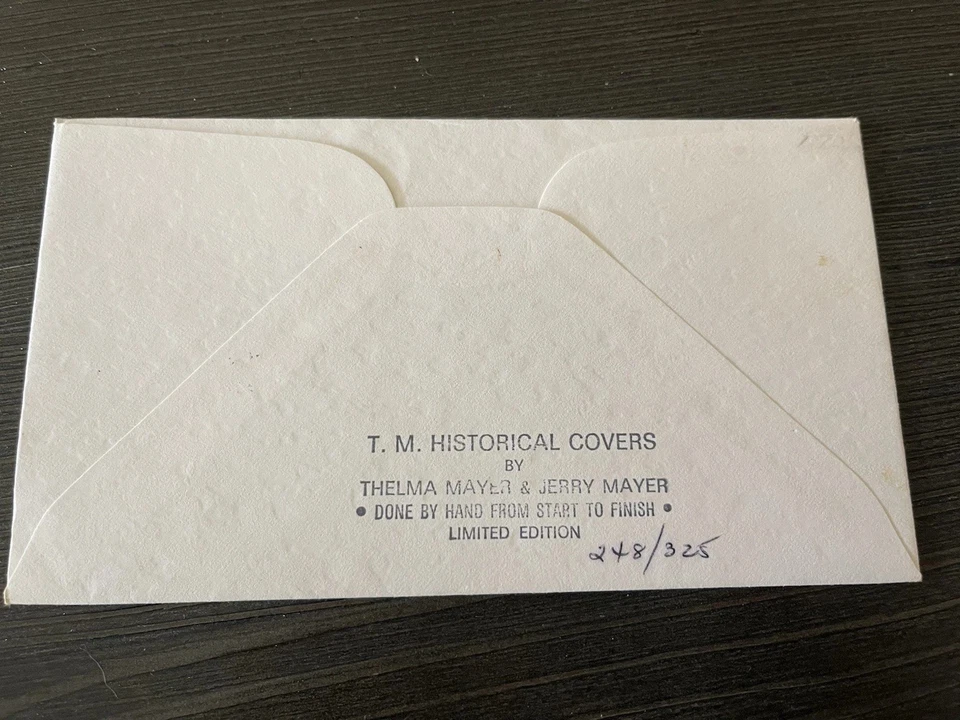 T. M. HISTORICAL COVERS
BY
THELMA MAYER & JERRY MAYER
• DONE BY HAND FROM START TO FINISH •
LIMITED EDITION
248/325